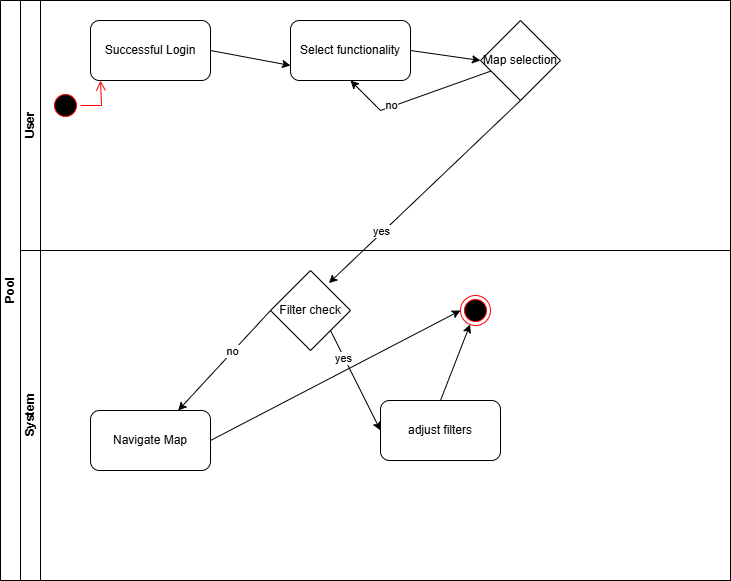 Pool
User
Successful Login
Select functionality
Map selection
no
yes
System
Filter check
no
yes
Navigate Map
adjust filters